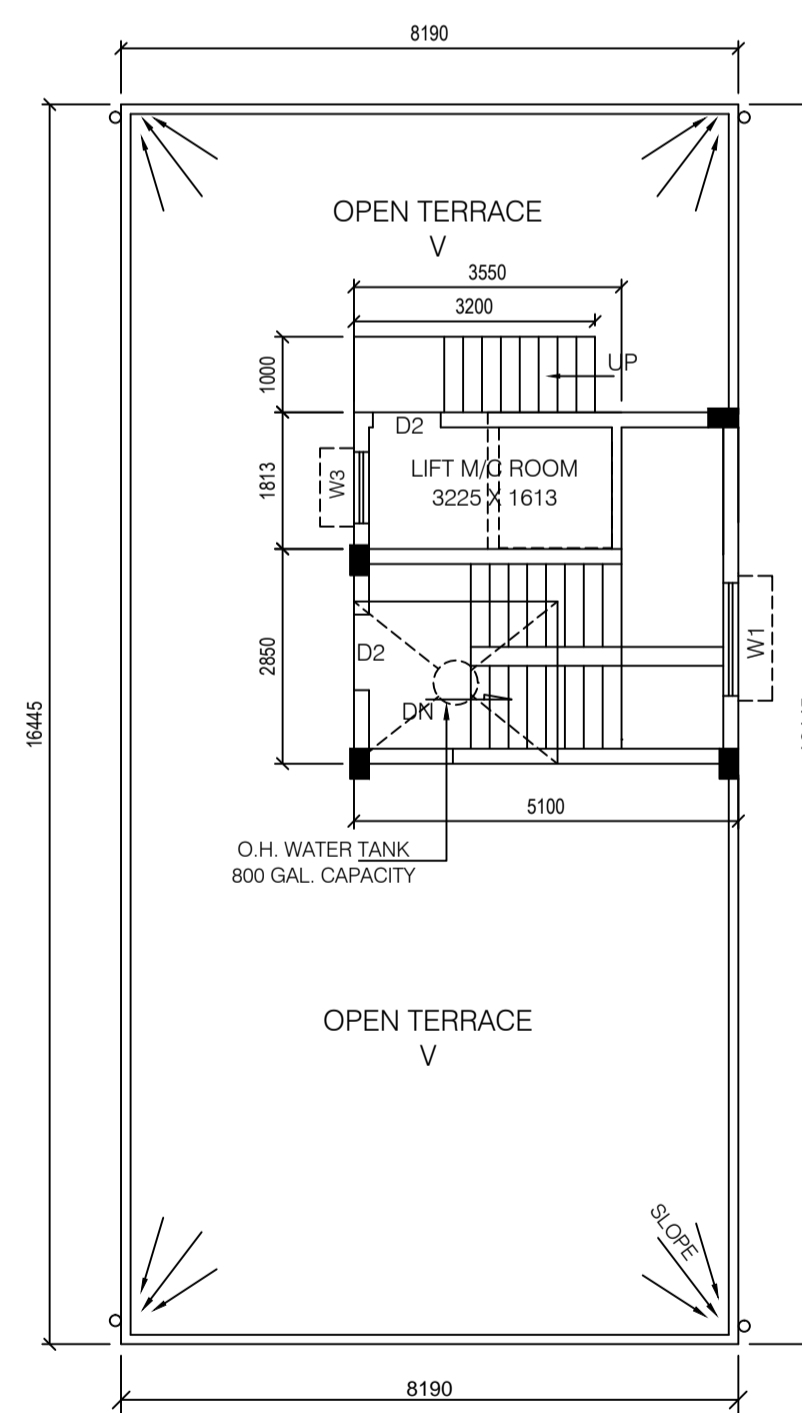 8190
OPEN TERRACE
V
3550
3200
1000
UP
D2
1813
W3
LIFT M/C ROOM
3225 X 1613
2850
D2
W1
DN
16445
5100
O.H. WATER TANK
800 GAL. CAPACITY
OPEN TERRACE
V
SLOPE
8190